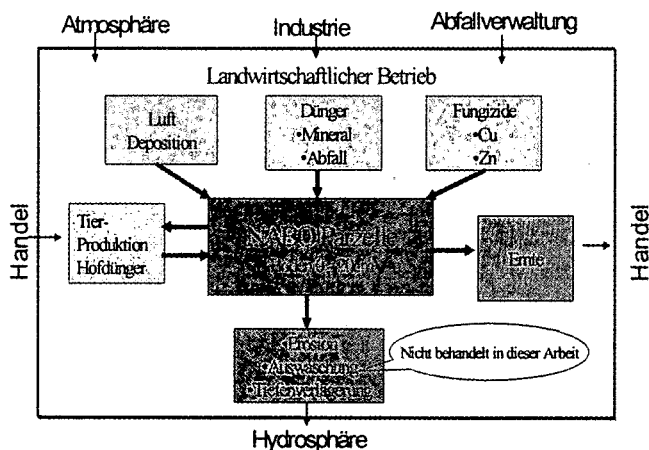 Atmosphäre
Industrie
Abfallverwaltung
Landwirtschaftlicher Betrieb
Luft
Deposition
Dünger
•Mineral
•Abfall
Fungizide
•Cu
•Zn
Handel
Tier-
Produktion
Hofdünger
NABO Parzelle
Ernte
Handel
•Erosion
•Auswaschung
•Tiefenverlagerung
Nicht behandelt in dieser Arbeit
Hydrosphäre